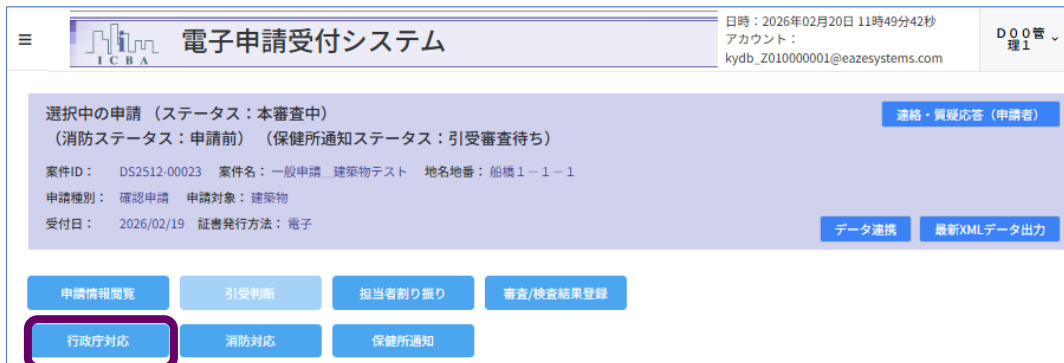 日時：2026年02月20日 11時49分42秒
≡ ICBA 電子申請受付システム
アカウント：
kydb_Z010000001@eazesystems.com
D００管理１
選択中の申請 （ステータス：本審査中）
連絡・質疑応答（申請者）
（消防ステータス：申請前）（保健所通知ステータス：引受審査待ち）
案件ID： DS2512-00023 案件名： 一般申請＿建築物テスト 地名地番： 船橋１－１－１
申請種別： 確認申請 申請対象： 建築物
受付日： 2026/02/19 証書発行方法： 電子
データ連携 最新XMLデータ出力
申請情報閲覧 引受判断 担当者割り振り 審査/検査結果登録
行政庁対応 消防対応 保健所通知